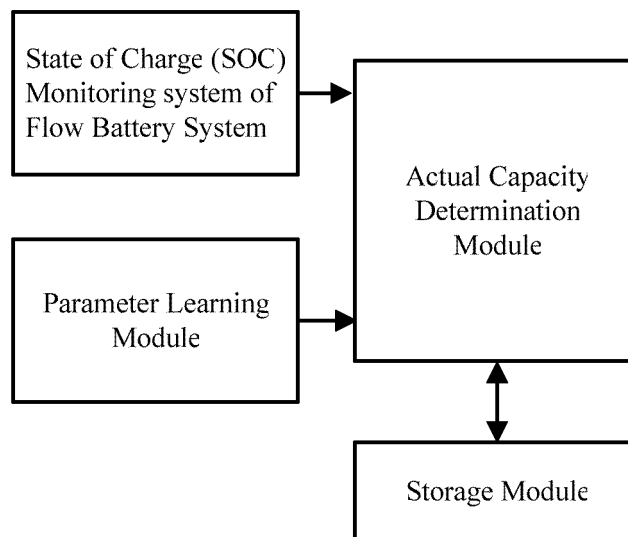 State of Charge (SOC)
Monitoring system of
Flow Battery System
Actual Capacity
Determination
Module
Parameter Learning
Module
Storage Module